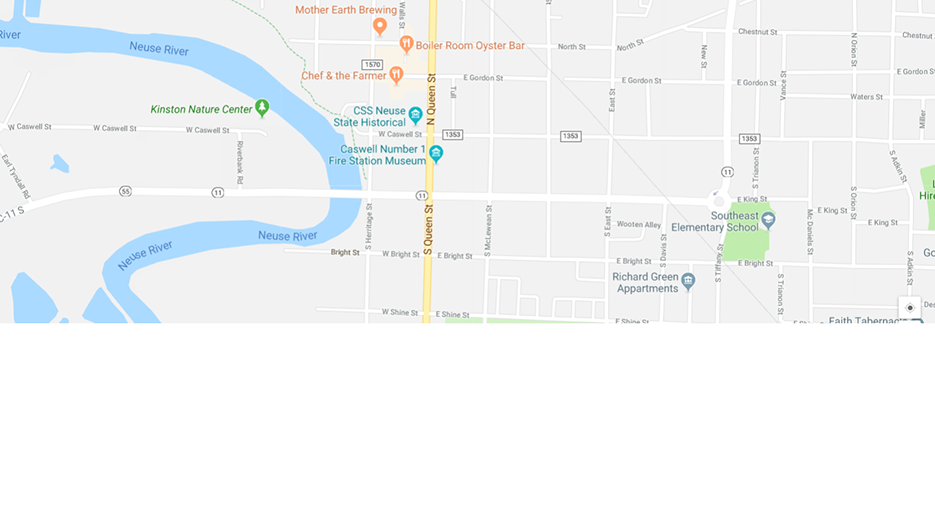 Mother Earth Brewing
Walls St
River
Neuse River
Boiler Room Oyster Bar
North St
North St
New St
Chestnut St
N Orion St
Chestnut
1570
Chef & the Farmer
E Gordon St
E Gordon St
E Gordon St
Vance St
Waters St
Tull
N Queen St
East St
Miller
Kinston Nature Center
CSS Neuse
State Historical
W Caswell St
W Caswell St
W Caswell St
W Caswell St
1353
1353
1353
Caswell Number 1
Fire Station Museum
Riverbank Rd
Earl Tyndall Rd
S Trianon St
S Adkin St
11
55
11
11
E King St
E King St
E King St
C-11 S
S Heritage St
S Queen St
S McLewean St
S East St
Wooten Alley
S Davis St
Southeast
Elementary School
S Tiffany St
Mc Daniels St
S Orion St
Hire
Neuse River
Neuse River
Bright St
W Bright St
E Bright St
E Bright St
E Bright St
S Adkin St
Go
Richard Green
Appartments
S Trianon St
W Shine St
E Shine St
E Shine St
Des
Faith Tabernac